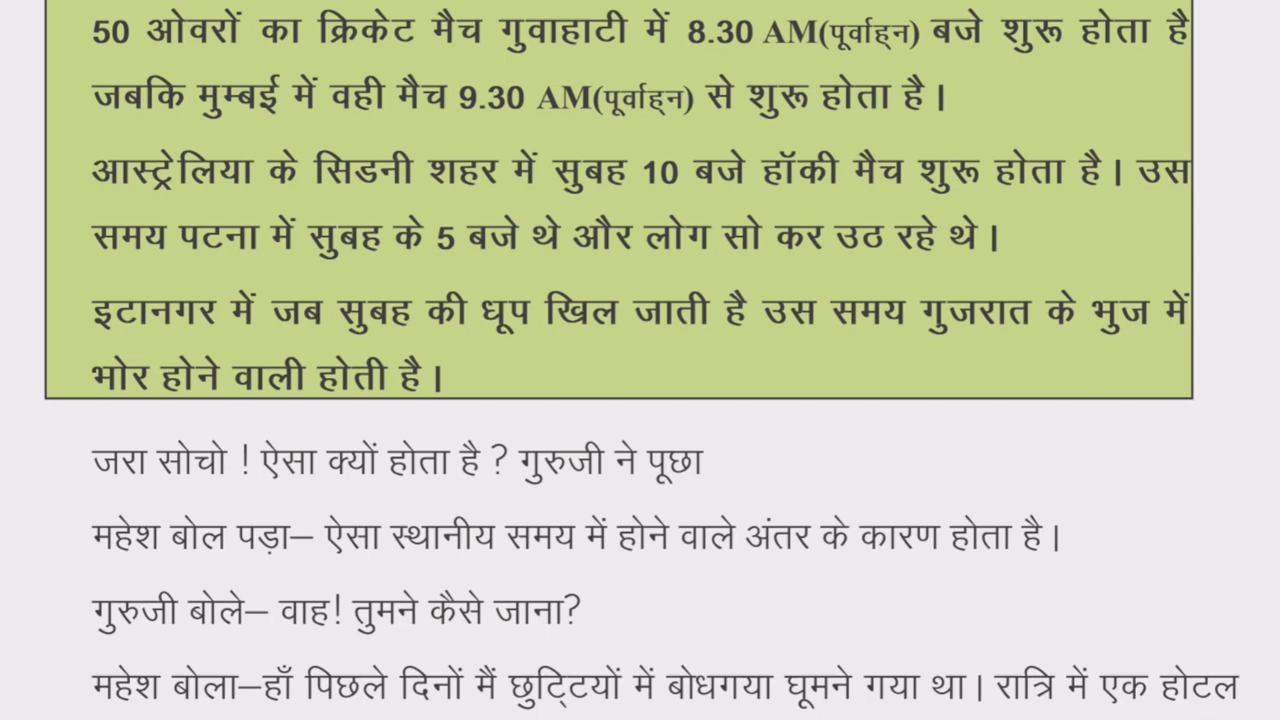 50 ओवरों का क्रिकेट मैच गुवाहाटी में 8.30 AM(पूर्वाह्न) बजे शुरू होता है
जबकि मुम्बई में वही मैच 9.30 AM(पूर्वाह्न) से शुरू होता है।
आस्ट्रेलिया के सिडनी शहर में सुबह 10 बजे हॉकी मैच शुरू होता है। उस
समय पटना में सुबह के 5 बजे थे और लोग सो कर उठ रहे थे।
इटानगर में जब सुबह की धूप खिल जाती है उस समय गुजरात के भुज में
भोर होने वाली होती है।
जरा सोचो ! ऐसा क्यों होता है ? गुरुजी ने पूछा
महेश बोल पड़ा– ऐसा स्थानीय समय में होने वाले अंतर के कारण होता है।
गुरुजी बोले– वाह! तुमने कैसे जाना?
महेश बोला–हाँ पिछले दिनों मैं छुट्टियों में बोधगया घूमने गया था। रात्रि में एक होटल